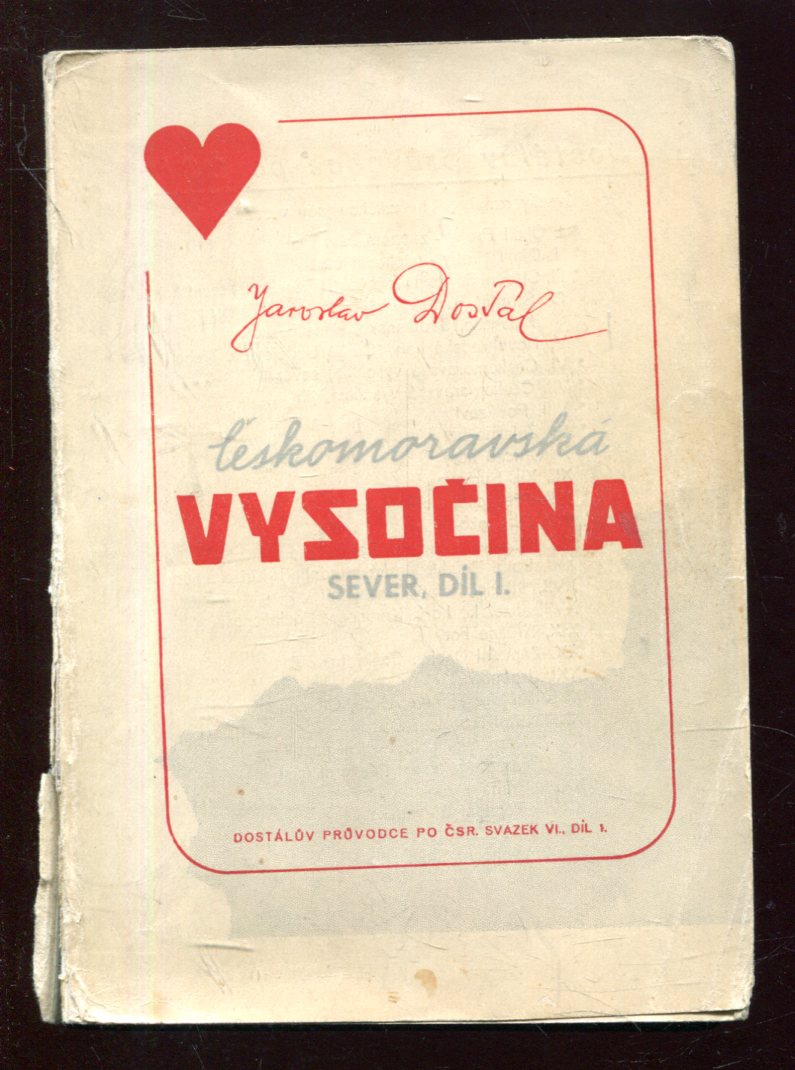 Jaroslav Dostál
Českomoravská
VYSOČINA
SEVER, DÍL I.
DOSTÁLŮV PRŮVODCE PO ČSR. SVAZEK VI., DÍL 1.